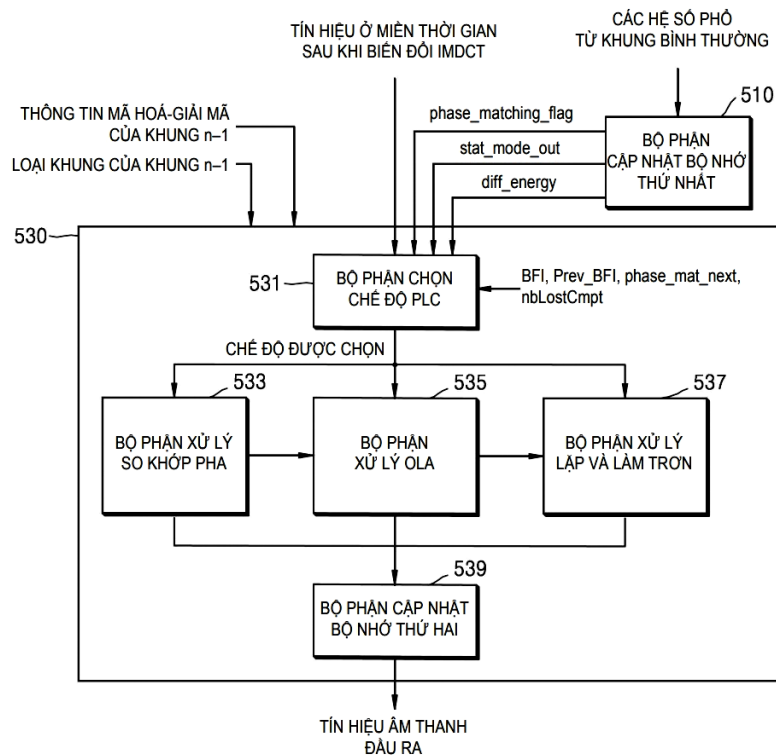 TÍN HIỆU Ở MIỀN THỜI GIAN
SAU KHI BIẾN ĐỔI IMDCT
CÁC HỆ SỐ PHỔ
TỪ KHUNG BÌNH THƯỜNG
THÔNG TIN MÃ HOÁ-GIẢI MÃ
CỦA KHUNG n–1
LOẠI KHUNG CỦA KHUNG n–1
phase_matching_flag
stat_mode_out
diff_energy
510
BỘ PHẬN
CẬP NHẬT BỘ NHỚ
THỨ NHẤT
530
531
BỘ PHẬN CHỌN
CHẾ ĐỘ PLC
BFI, Prev_BFI, phase_mat_next,
nbLostCmpt
CHẾ ĐỘ ĐƯỢC CHỌN
533
BỘ PHẬN XỬ LÝ
SO KHỚP PHA
535
BỘ PHẬN
XỬ LÝ OLA
537
BỘ PHẬN XỬ LÝ
LẶP VÀ LÀM TRƠN
539
BỘ PHẬN CẬP NHẬT
BỘ NHỚ THỨ HAI
TÍN HIỆU ÂM THANH
ĐẦU RA